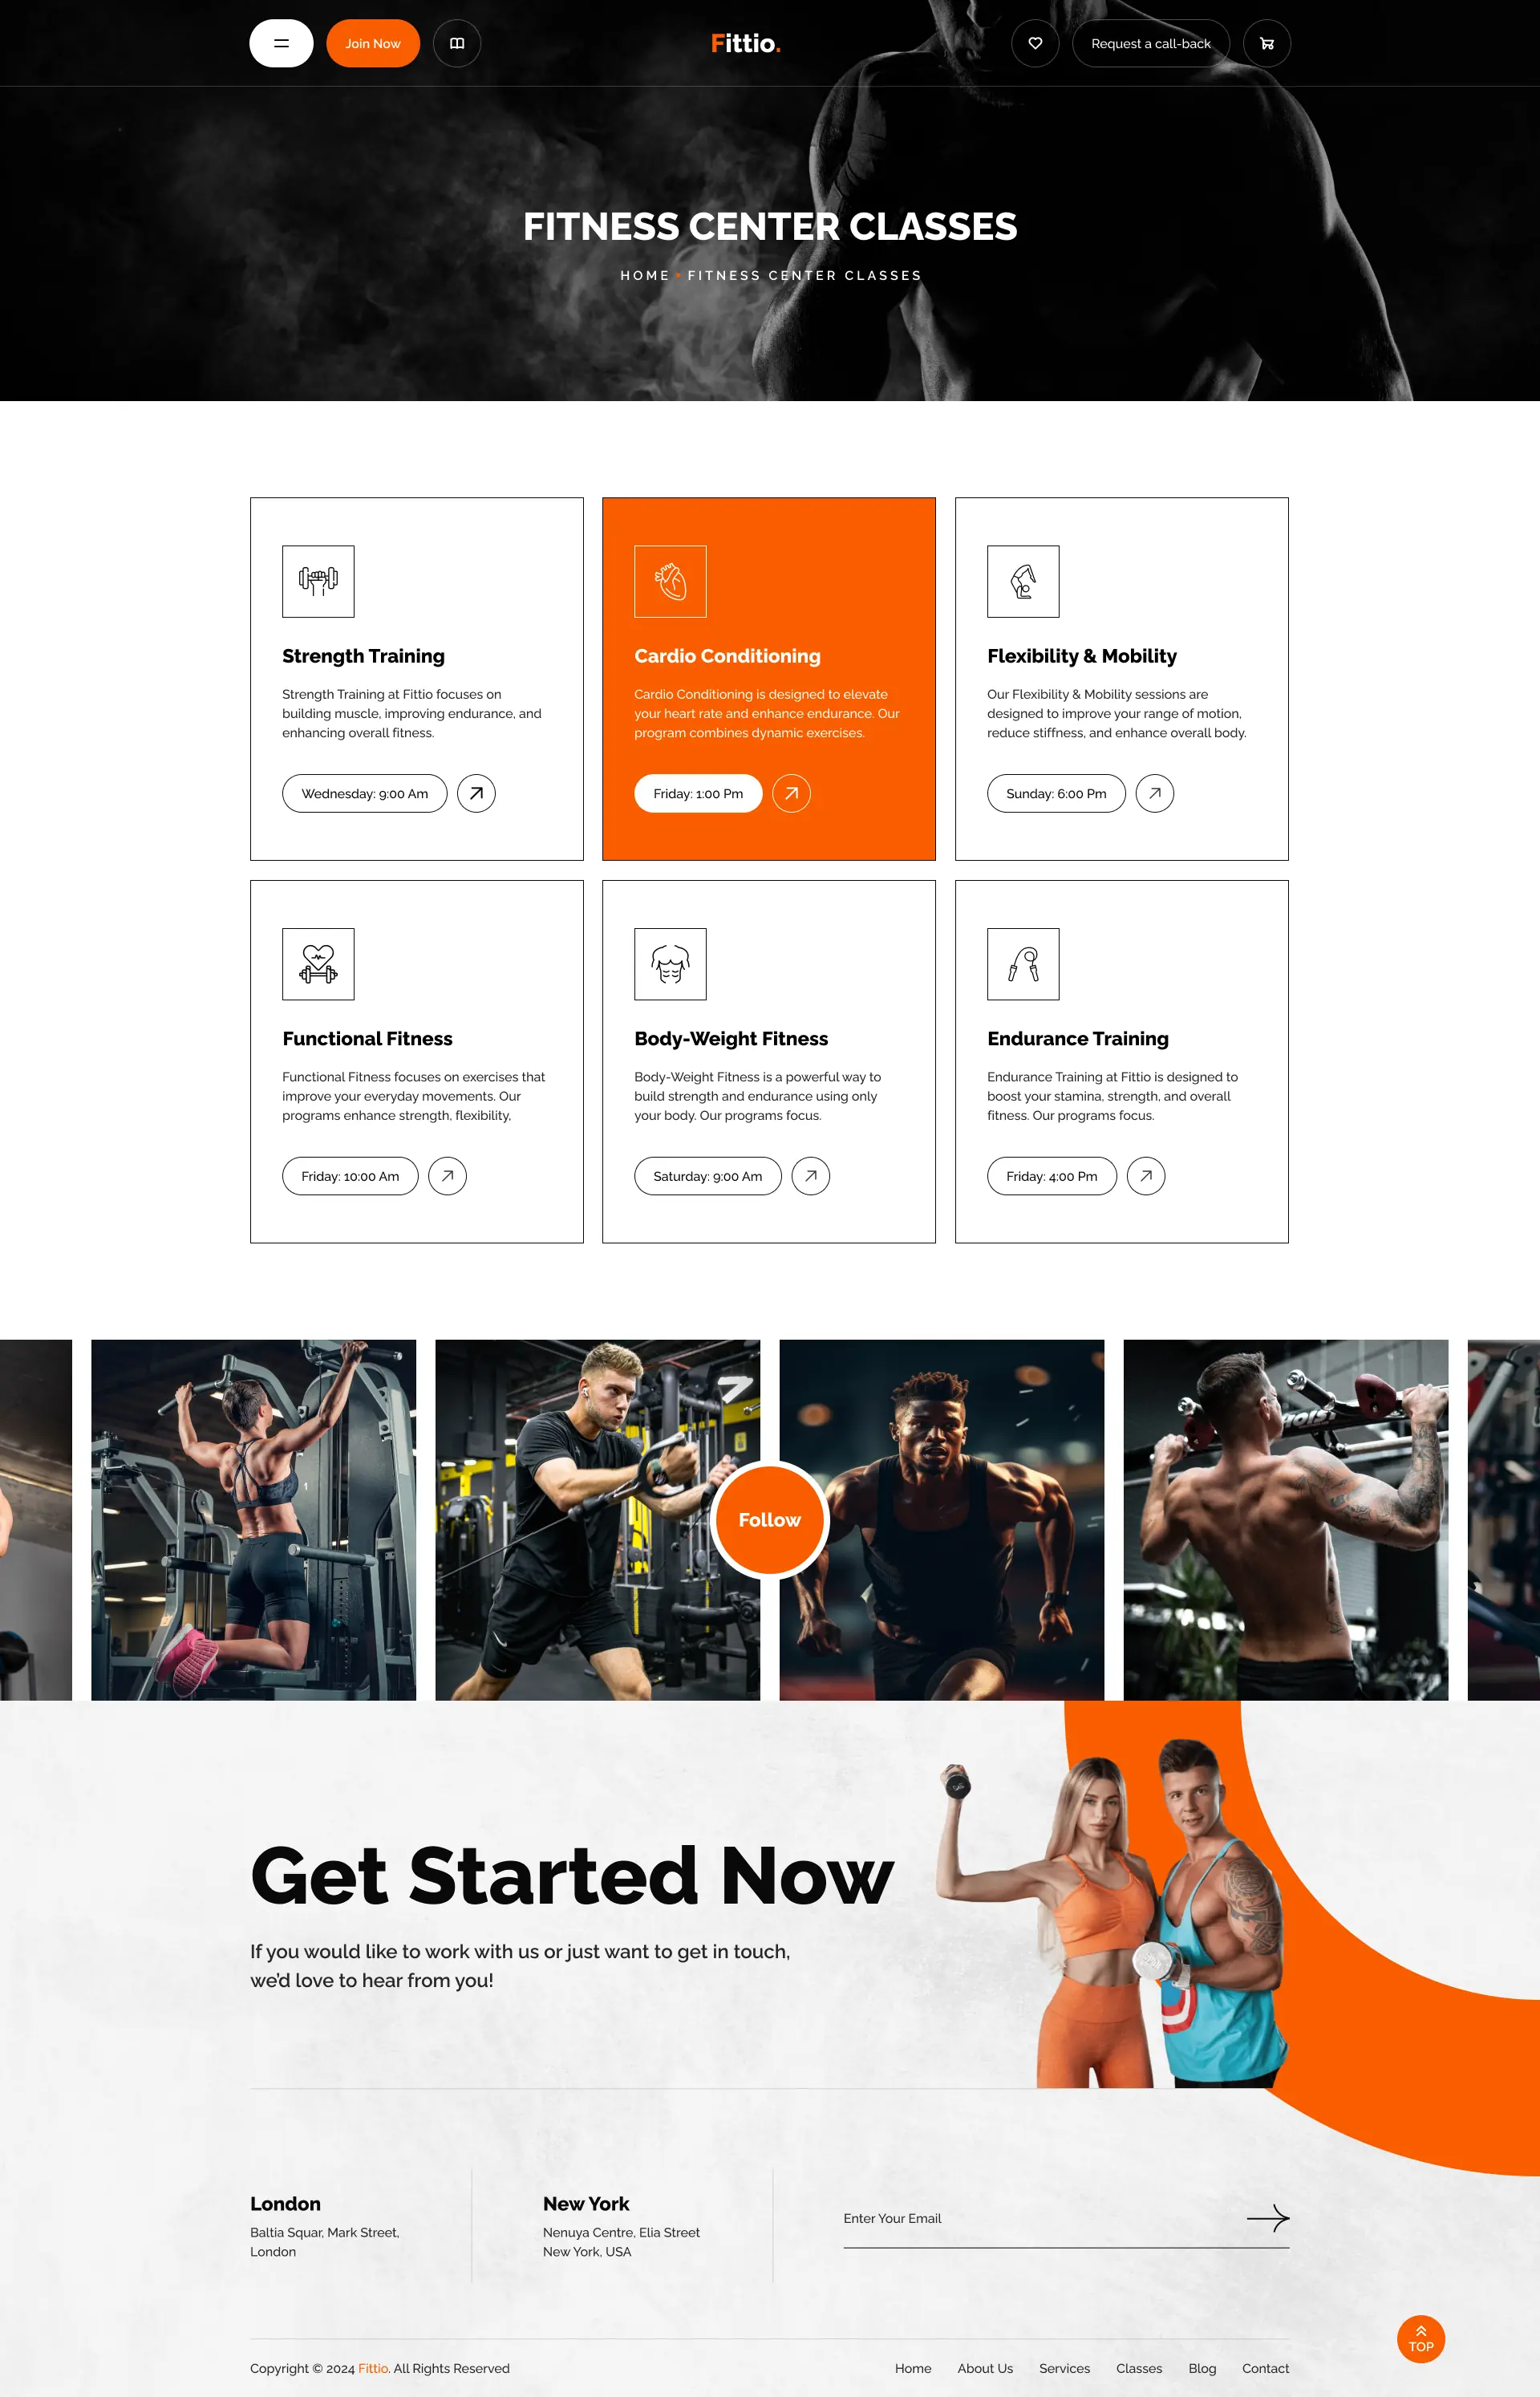 Join Now
Fittio.
Request a call-back
FITNESS CENTER CLASSES
HOME FITNESS CENTER CLASSES
Strength Training
Strength Training at Fittio focuses on
building muscle, improving endurance, and
enhancing overall fitness.
Wednesday: 9:00 Am
Cardio Conditioning
Cardio Conditioning is designed to elevate
your heart rate and enhance endurance. Our
program combines dynamic exercises.
Friday: 1:00 Pm
Flexibility & Mobility
Our Flexibility & Mobility sessions are
designed to improve your range of motion,
reduce stiffness, and enhance overall body.
Sunday: 6:00 Pm
Functional Fitness
Functional Fitness focuses on exercises that
improve your everyday movements. Our
programs enhance strength, flexibility,
Friday: 10:00 Am
Body-Weight Fitness
Body-Weight Fitness is a powerful way to
build strength and endurance using only
your body. Our programs focus.
Saturday: 9:00 Am
Endurance Training
Endurance Training at Fittio is designed to
boost your stamina, strength, and overall
fitness. Our programs focus.
Friday: 4:00 Pm
Follow
Get Started Now
If you would like to work with us or just want to get in touch,
we'd love to hear from you!
London
Baltia Squar, Mark Street,
London
New York
Nenuya Centre, Elia Street
New York, USA
Enter Your Email
TOP
Copyright © 2024 Fittio. All Rights Reserved
Home About Us Services Classes Blog Contact